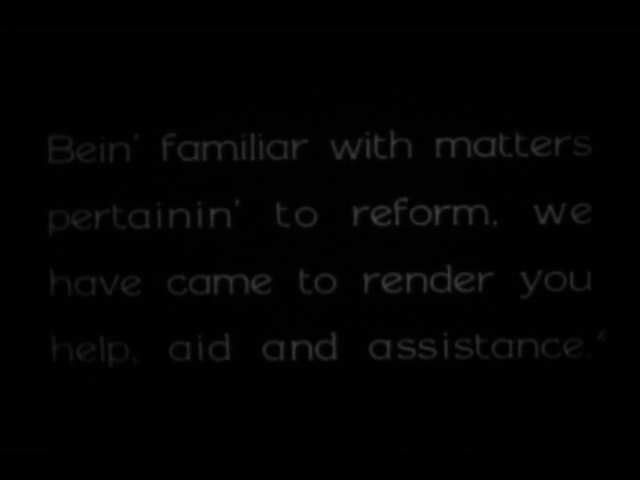 Bein' familiar with matters
pertainin' to reform, we
have came to render you
help, aid and assistance."